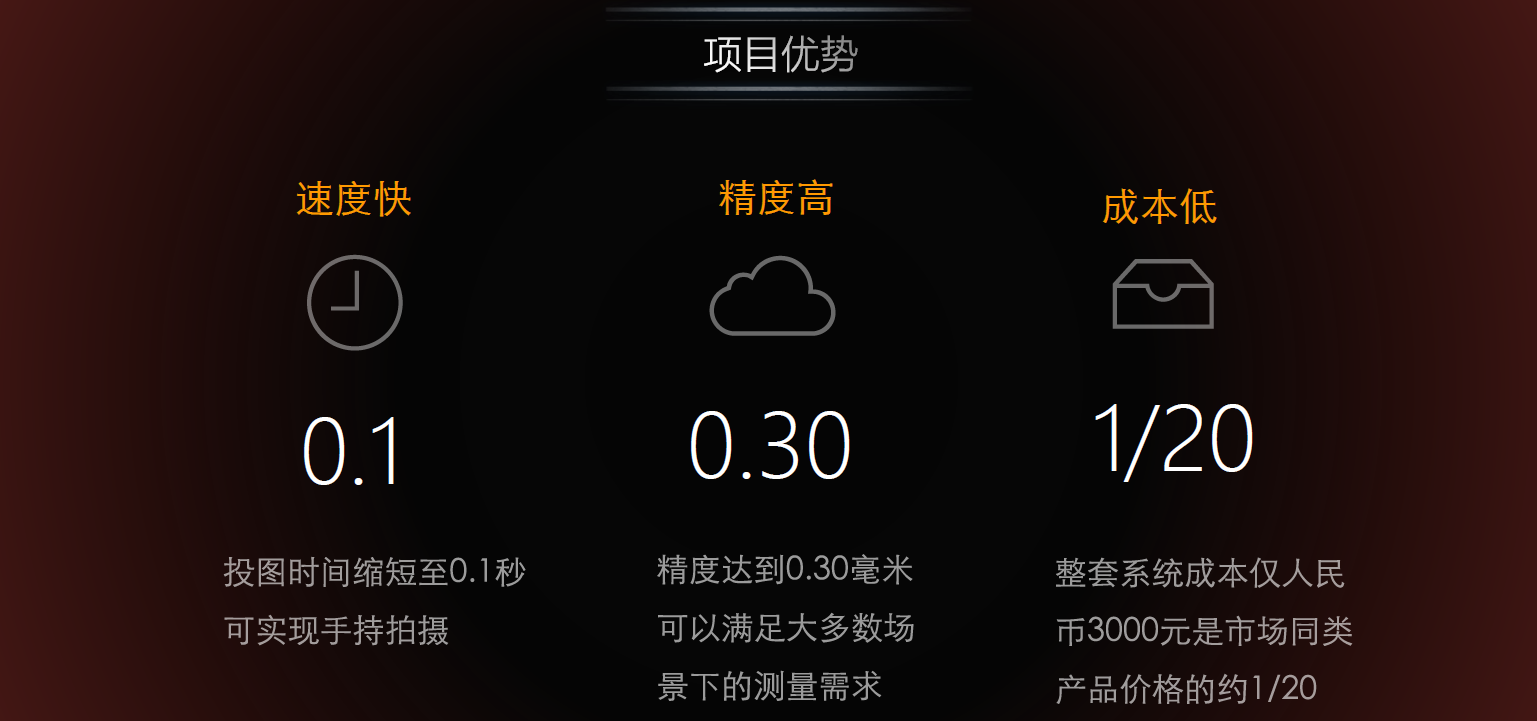 项目优势
速度快
0.1
投图时间缩短至0.1秒
可实现手持拍摄
精度高
0.30
精度达到0.30毫米
可以满足大多数场
景下的测量需求
成本低
1/20
整套系统成本仅人民
币3000元是市场同类
产品价格的约1/20